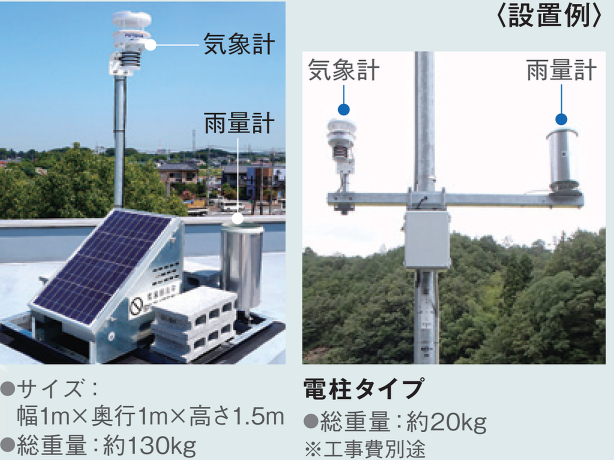 〈設置例〉
気象計
雨量計
●サイズ：
幅1m×奥行1m×高さ1.5m
●総重量：約130kg
気象計
雨量計
電柱タイプ
●総重量：約20kg
※工事費別途